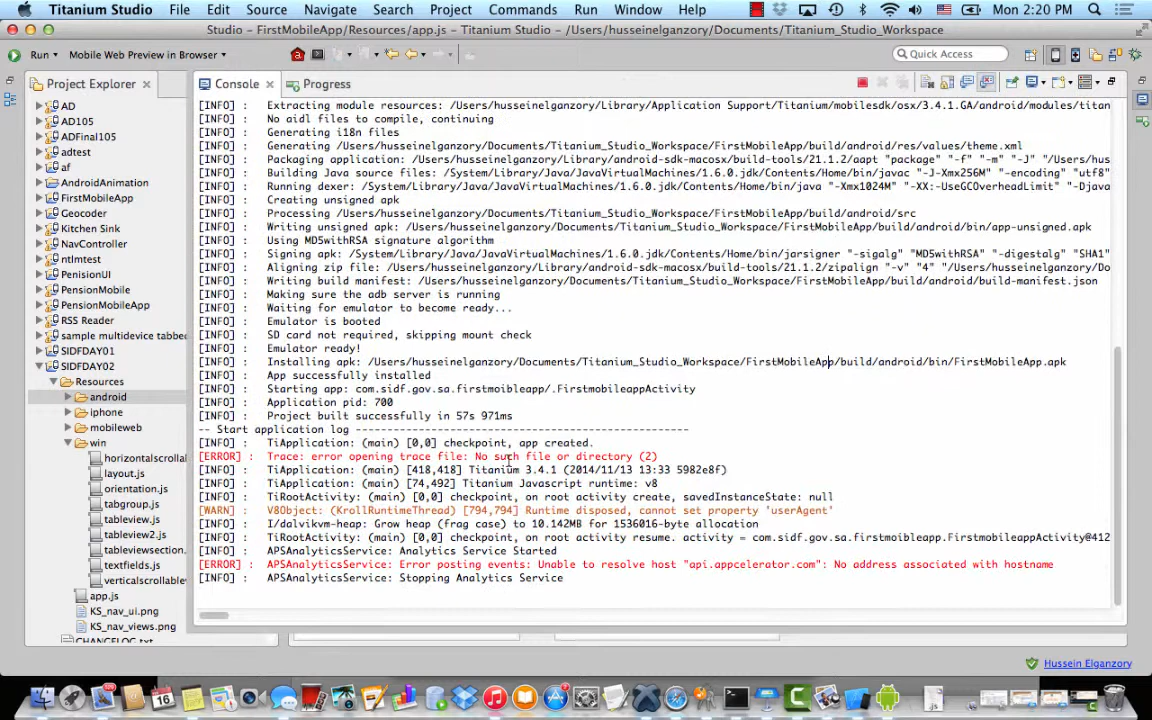 Titanium Studio File Edit Source Navigate Search Project Commands Run Window Help Mon 2:20 PM
Studio - FirstMobileApp/Resources/app.js - Titanium Studio - /Users/husseinelganzory/Documents/Titanium_Studio_Workspace
Run Mobile Web Preview in Browser Quick Access
Project Explorer
AD
AD105
ADFinal105
adtest
af
AndroidAnimation
FirstMobileApp
Geocoder
Kitchen Sink
NavController
ntlmtest
PenisionUI
PensionMobile
PensionMobileApp
RSS Reader
sample multidevice tabbed
SIDFDAY01
SIDFDAY02
Resources
android
iphone
mobileweb
win
horizontalscrolla
layout.js
orientation.js
tabgroup.js
tableview.js
tableview2.js
tableviewsection.
textfields.js
verticalscrollable
app.js
KS_nav_ui.png
KS_nav_views.png
CHANGELOG.txt
Console Progress
[INFO] : Extracting module resources: /Users/husseinelganzory/Library/Application Support/Titanium/mobilesdk/osx/3.4.1.GA/android/modules/titan
[INFO] : No aidl files to compile, continuing
[INFO] : Generating i18n files
[INFO] : Generating /Users/husseinelganzory/Documents/Titanium_Studio_Workspace/FirstMobileApp/build/android/res/values/theme.xml
[INFO] : Packaging application: /Users/husseinelganzory/Library/android-sdk-macosx/build-tools/21.1.2/aapt "package" "-f" "-m" "-J" "/Users/hus
[INFO] : Building Java source files: /System/Library/Java/JavaVirtualMachines/1.6.0.jdk/Contents/Home/bin/javac "-J-Xmx256M" "-encoding" "utf8"
[INFO] : Running dexer: /System/Library/Java/JavaVirtualMachines/1.6.0.jdk/Contents/Home/bin/java "-Xmx1024M" "-XX:-UseGCOverheadLimit" "-Djava
[INFO] : Creating unsigned apk
[INFO] : Processing /Users/husseinelganzory/Documents/Titanium_Studio_Workspace/FirstMobileApp/build/android/src
[INFO] : Writing unsigned apk: /Users/husseinelganzory/Documents/Titanium_Studio_Workspace/FirstMobileApp/build/android/bin/app-unsigned.apk
[INFO] : Using MD5withRSA signature algorithm
[INFO] : Signing apk: /System/Library/Java/JavaVirtualMachines/1.6.0.jdk/Contents/Home/bin/jarsigner "-sigalg" "MD5withRSA" "-digestalg" "SHA1"
[INFO] : Aligning zip file: /Users/husseinelganzory/Library/android-sdk-macosx/build-tools/21.1.2/zipalign "-v" "4" "/Users/husseinelganzory/Do
[INFO] : Writing build manifest: /Users/husseinelganzory/Documents/Titanium_Studio_Workspace/FirstMobileApp/build/android/build-manifest.json
[INFO] : Making sure the adb server is running
[INFO] : Waiting for emulator to become ready...
[INFO] : Emulator is booted
[INFO] : SD card not required, skipping mount check
[INFO] : Emulator ready!
[INFO] : Installing apk: /Users/husseinelganzory/Documents/Titanium_Studio_Workspace/FirstMobileApp/build/android/bin/FirstMobileApp.apk
[INFO] : App successfully installed
[INFO] : Starting app: com.sidf.gov.sa.firstmoibleapp/.FirstmobileappActivity
[INFO] : Application pid: 700
[INFO] : Project built successfully in 57s 971ms
-- Start application log -----------------------------------------------
[INFO] : TiApplication: (main) [0,0] checkpoint, app created.
[ERROR] : Trace: error opening trace file: No such file or directory (2)
[INFO] : TiApplication: (main) [418,418] Titanium 3.4.1 (2014/11/13 13:33 5982e8f)
[INFO] : TiApplication: (main) [74,492] Titanium Javascript runtime: v8
[INFO] : TiRootActivity: (main) [0,0] checkpoint, on root activity create, savedInstanceState: null
[WARN] : V8Object: (KrollRuntimeThread) [794,794] Runtime disposed, cannot set property 'userAgent'
[INFO] : I/dalvikvm-heap: Grow heap (frag case) to 10.142MB for 1536016-byte allocation
[INFO] : TiRootActivity: (main) [0,0] checkpoint, on root activity resume. activity = com.sidf.gov.sa.firstmoibleapp.FirstmobileappActivity@412
[INFO] : APSAnalyticsService: Analytics Service Started
[ERROR] : APSAnalyticsService: Error posting events: Unable to resolve host "api.appcelerator.com": No address associated with hostname
[INFO] : APSAnalyticsService: Stopping Analytics Service
Hussein Elganzory